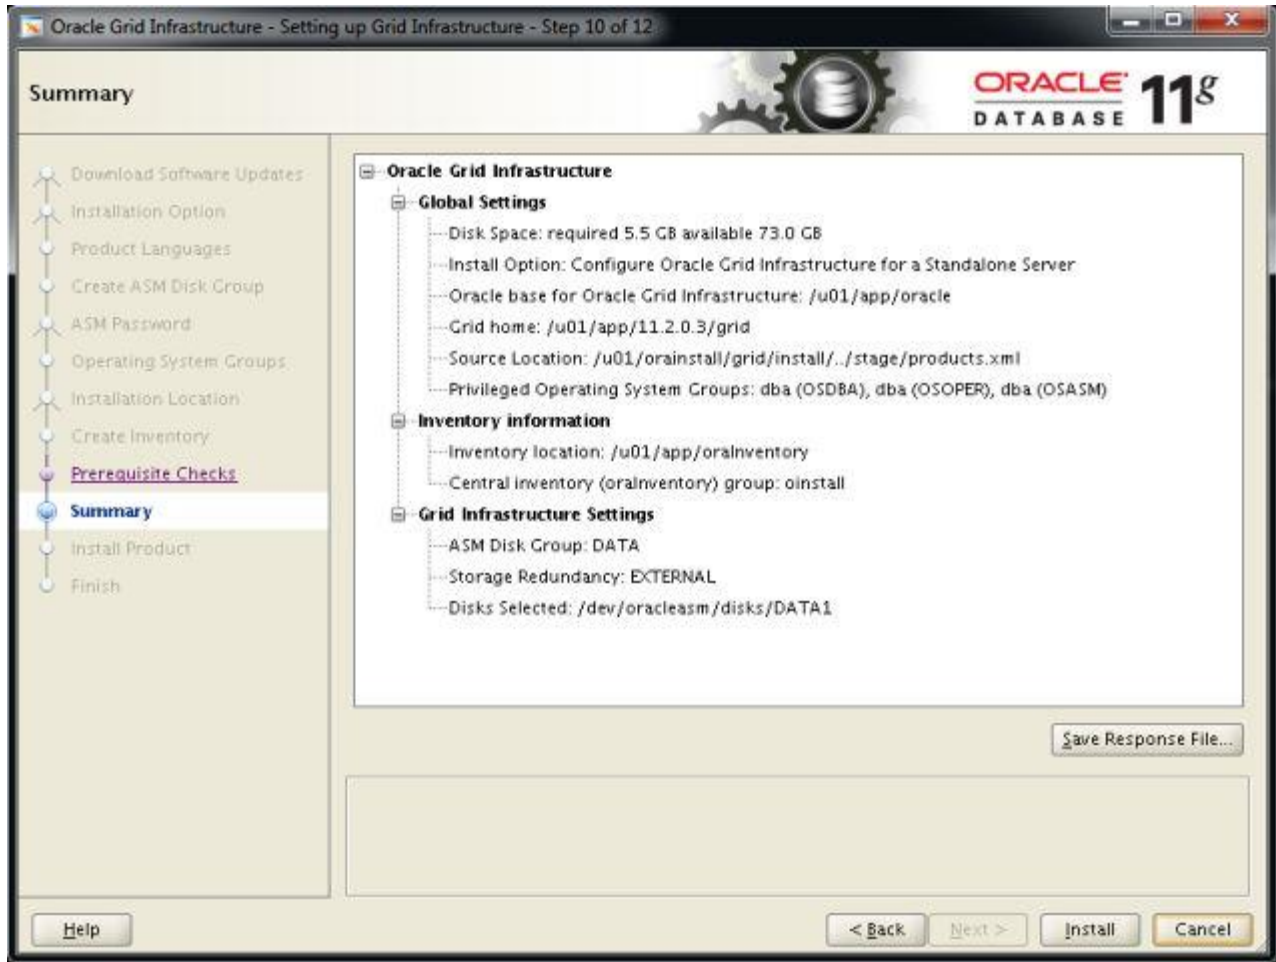 Oracle Grid Infrastructure - Setting up Grid Infrastructure - Step 10 of 12
Summary
ORACLE DATABASE 11g
Download Software Updates
Installation Option
Product Languages
Create ASM Disk Group
ASM Password
Operating System Groups
Installation Location
Create Inventory
Prerequisite Checks
Summary
Install Product
Finish
Oracle Grid Infrastructure
Global Settings
Disk Space: required 5.5 GB available 73.0 GB
Install Option: Configure Oracle Grid Infrastructure for a Standalone Server
Oracle base for Oracle Grid Infrastructure: /u01/app/oracle
Grid home: /u01/app/11.2.0.3/grid
Source Location: /u01/orainstall/grid/install/../stage/products.xml
Privileged Operating System Groups: dba (OSDBA), dba (OSOPER), dba (OSASM)
Inventory information
Inventory location: /u01/app/oraInventory
Central inventory (oraInventory) group: oinstall
Grid Infrastructure Settings
ASM Disk Group: DATA
Storage Redundancy: EXTERNAL
Disks Selected: /dev/oracleasm/disks/DATA1
Save Response File...
Help
< Back
Next >
Install
Cancel